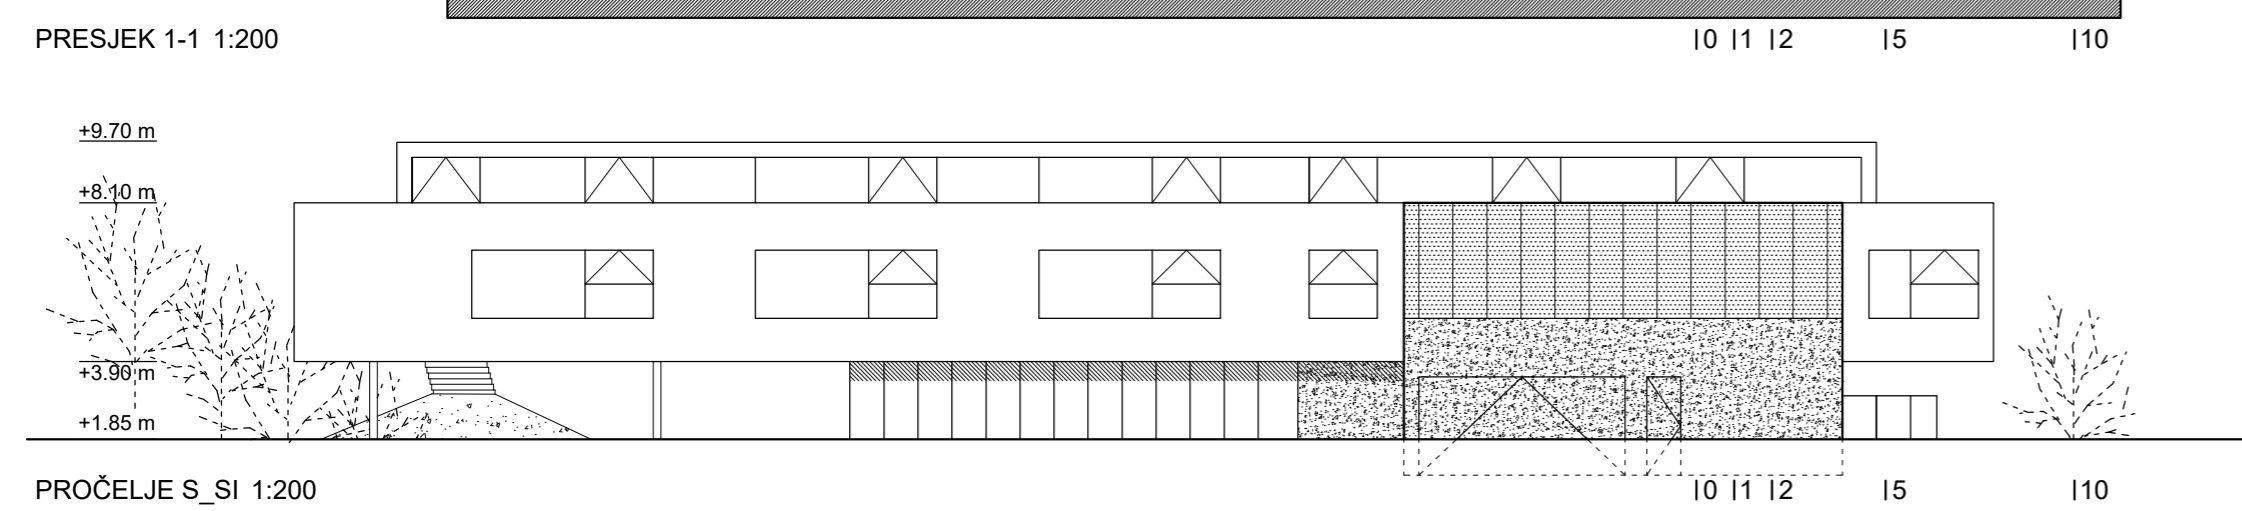 PRESJEK 1-1 1:200 |0 |1 |2 |5 |10
+9.70 m
+8.10 m
+3.90 m
+1.85 m
PROČELJE S_SI 1:200 |0 |1 |2 |5 |10